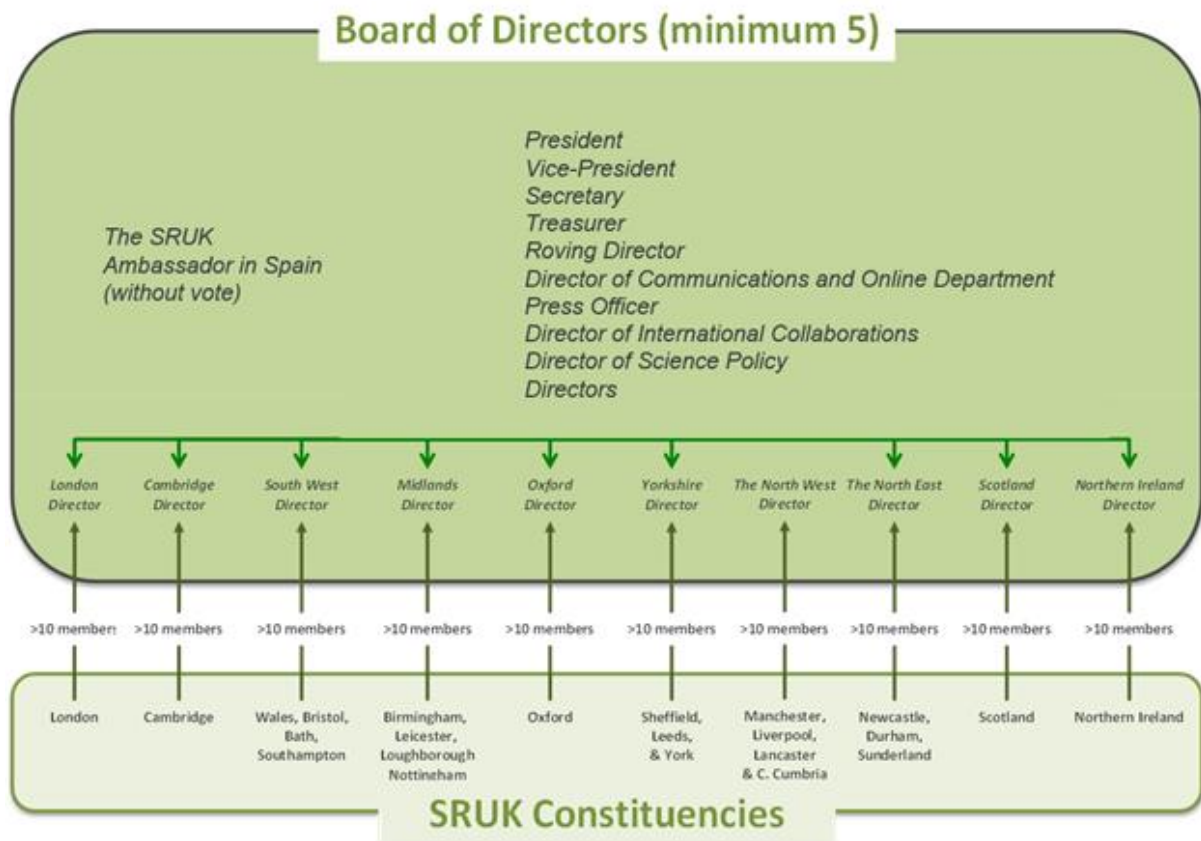 Board of Directors (minimum 5)
The SRUK
Ambassador in Spain
(without vote)
President
Vice-President
Secretary
Treasurer
Roving Director
Director of Communications and Online Department
Press Officer
Director of International Collaborations
Director of Science Policy
Directors
London
Director
Cambridge
Director
South West
Director
Midlands
Director
Oxford
Director
Yorkshire
Director
The North West
Director
The North East
Director
Scotland
Director
Northern Ireland
Director
>10 members
>10 members
>10 members
>10 members
>10 members
>10 members
>10 members
>10 members
>10 members
>10 members
London
Cambridge
Wales, Bristol,
Bath,
Southampton
Birmingham,
Leicester,
Loughborough
Nottingham
Oxford
Sheffield,
Leeds,
& York
Manchester,
Liverpool,
Lancaster
& C. Cumbria
Newcastle,
Durham,
Sunderland
Scotland
Northern Ireland
SRUK Constituencies